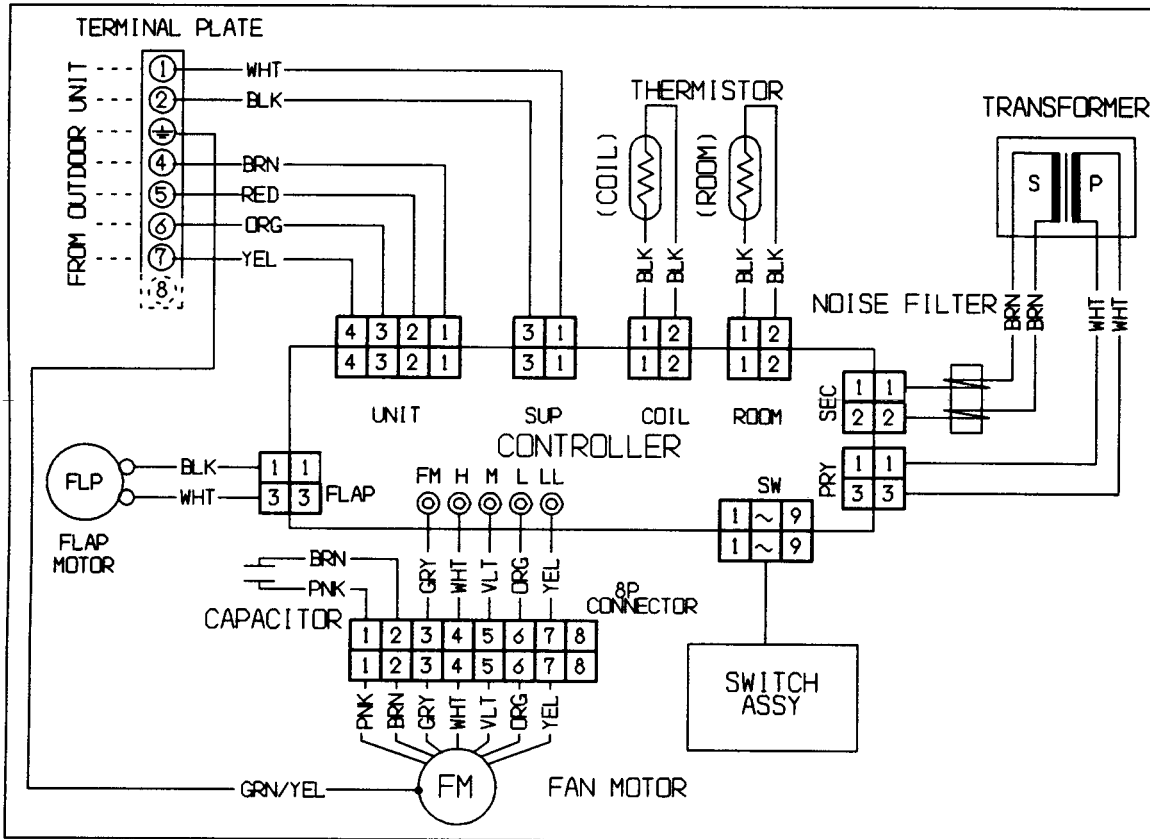 TERMINAL PLATE
FROM OUTDOOR UNIT
1 WHT
2 BLK
4 BRN
5 RED
6 ORG
7 YEL
8
THERMISTOR
(COIL)
(ROOM)
BLK BLK BLK BLK
TRANSFORMER
S P
BRN BRN WHT WHT
NOISE FILTER
4 3 2 1
4 3 2 1
UNIT
3 1
3 1
SUP
1 2
1 2
COIL
1 2
1 2
ROOM
CONTROLLER
SEC
1 1
2 2
PRY
1 1
3 3
FLP
FLAP MOTOR
BLK
WHT
1 1
3 3
FLAP
FM H M L LL
GRY WHT VLT ORG YEL
SW
1 ~ 9
1 ~ 9
SWITCH
ASSY
BRN
PNK
CAPACITOR
8P
CONNECTOR
1 2 3 4 5 6 7 8
1 2 3 4 5 6 7 8
PNK BRN GRY WHT VLT ORG YEL
GRN/YEL
FM
FAN MOTOR